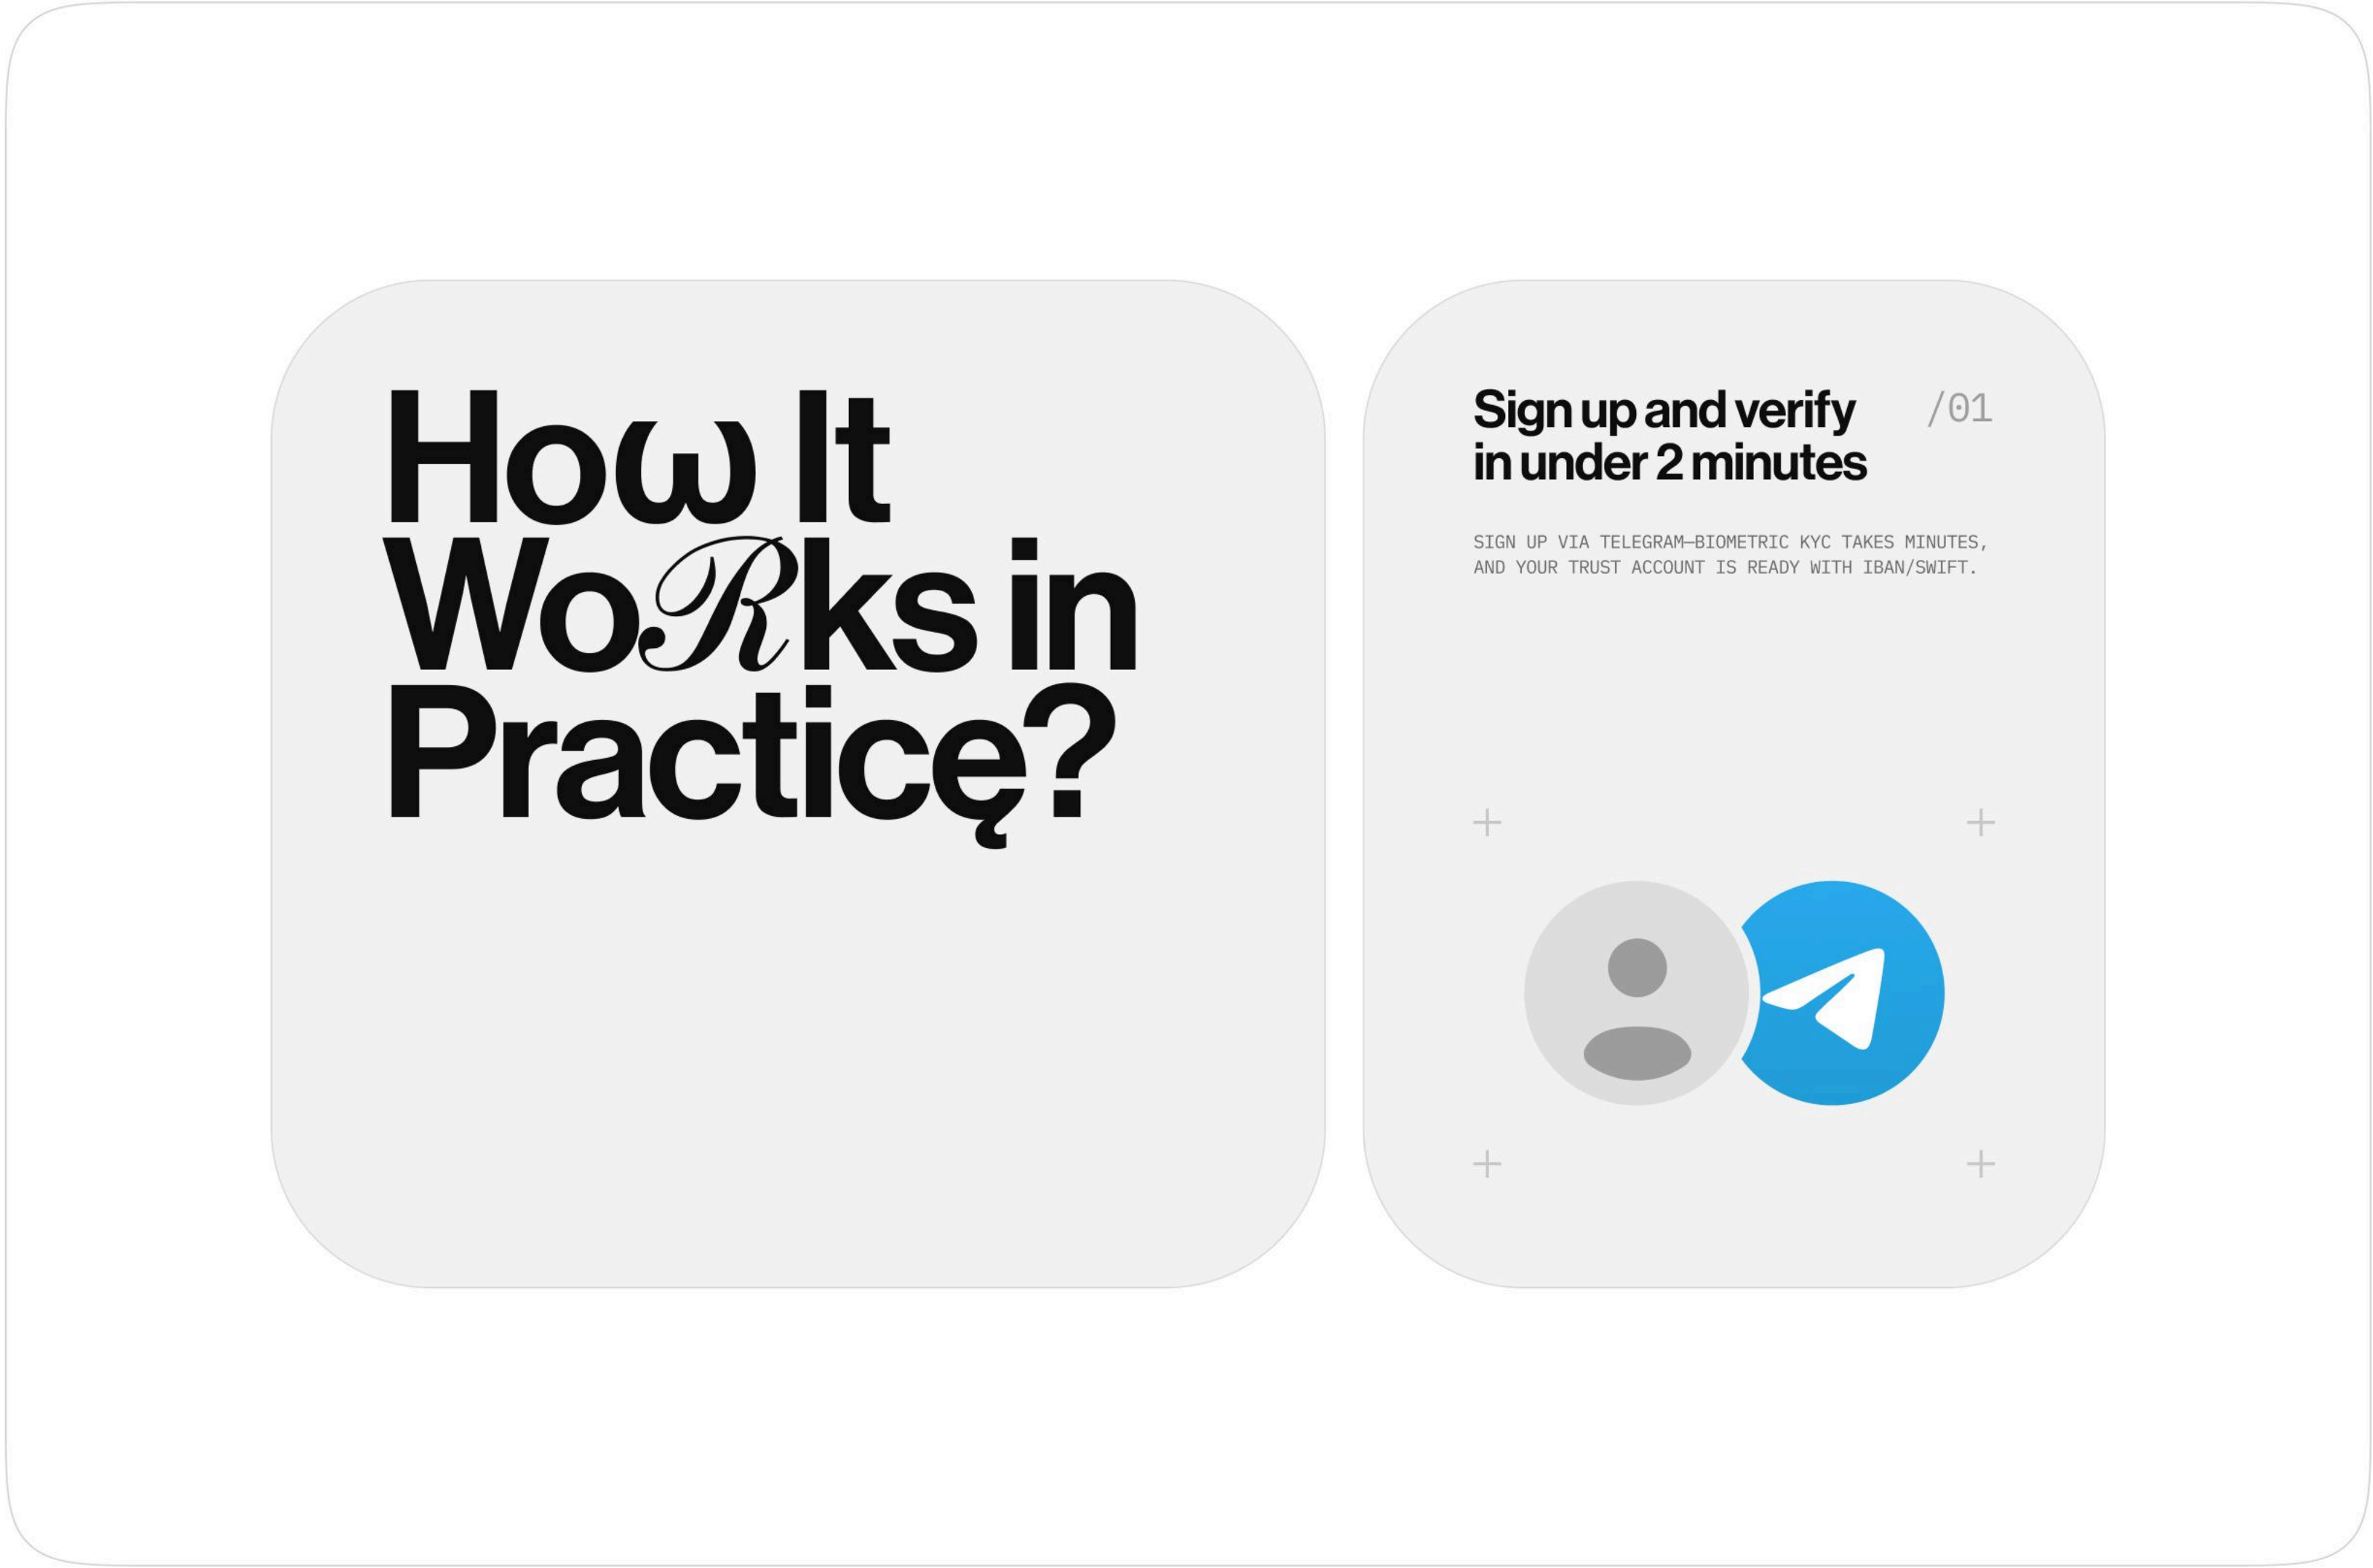 Hoω It
Woℛks in
Practicę?
Sign up and verify
in under 2 minutes
/01
SIGN UP VIA TELEGRAM—BIOMETRIC KYC TAKES MINUTES,
AND YOUR TRUST ACCOUNT IS READY WITH IBAN/SWIFT.